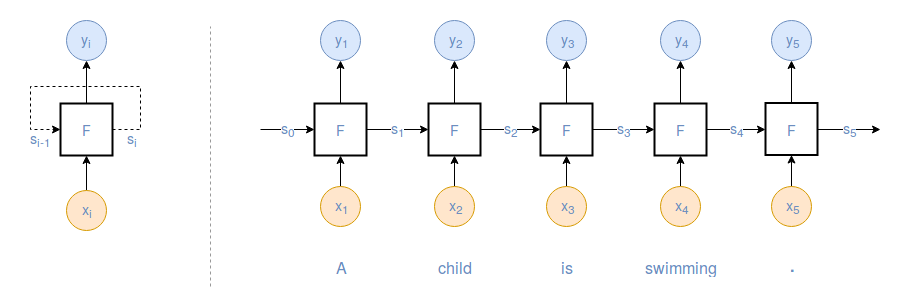 y_i
F
s_{i-1} s_i
x_i
y_1 y_2 y_3 y_4 y_5
s_0 F s_1 F s_2 F s_3 F s_4 F s_5
x_1 x_2 x_3 x_4 x_5
A child is swimming .